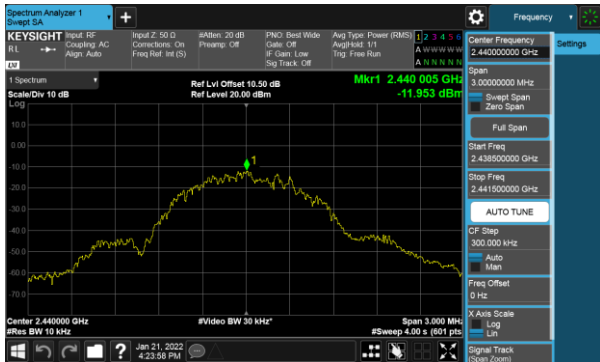 Spectrum Analyzer 1
Swept SA
+
Frequency
KEYSIGHT
RL
Input: RF
Coupling: AC
Align: Auto
Input Z: 50 Ω
Corrections: On
Freq Ref: Int (S)
#Atten: 20 dB
Preamp: Off
PNO: Best Wide
Gate: Off
IF Gain: Low
Sig Track: Off
Avg Type: Power (RMS)
Avg|Hold: 1/1
Trig: Free Run
1 2 3 4 5 6
A W W W W W
A N N N N N
LXI
1 Spectrum
Scale/Div 10 dB
Ref Lvl Offset 10.50 dB
Ref Level 20.00 dBm
Mkr1 2.440 005 GHz
-11.953 dBm
Log
10.0
0.00
-10.0
-20.0
-30.0
-40.0
-50.0
-60.0
-70.0
1
Center 2.440000 GHz
#Res BW 10 kHz
#Video BW 30 kHz*
Span 3.000 MHz
#Sweep 4.00 s (601 pts)
Jan 21, 2022
4:23:58 PM
?
Center Frequency
2.440000000 GHz
Settings
Span
3.00000000 MHz
Swept Span
Zero Span
Full Span
Start Freq
2.438500000 GHz
Stop Freq
2.441500000 GHz
AUTO TUNE
CF Step
300.000 kHz
Auto
Man
Freq Offset
0 Hz
X Axis Scale
Log
Lin
Signal Track
(Span Zoom)